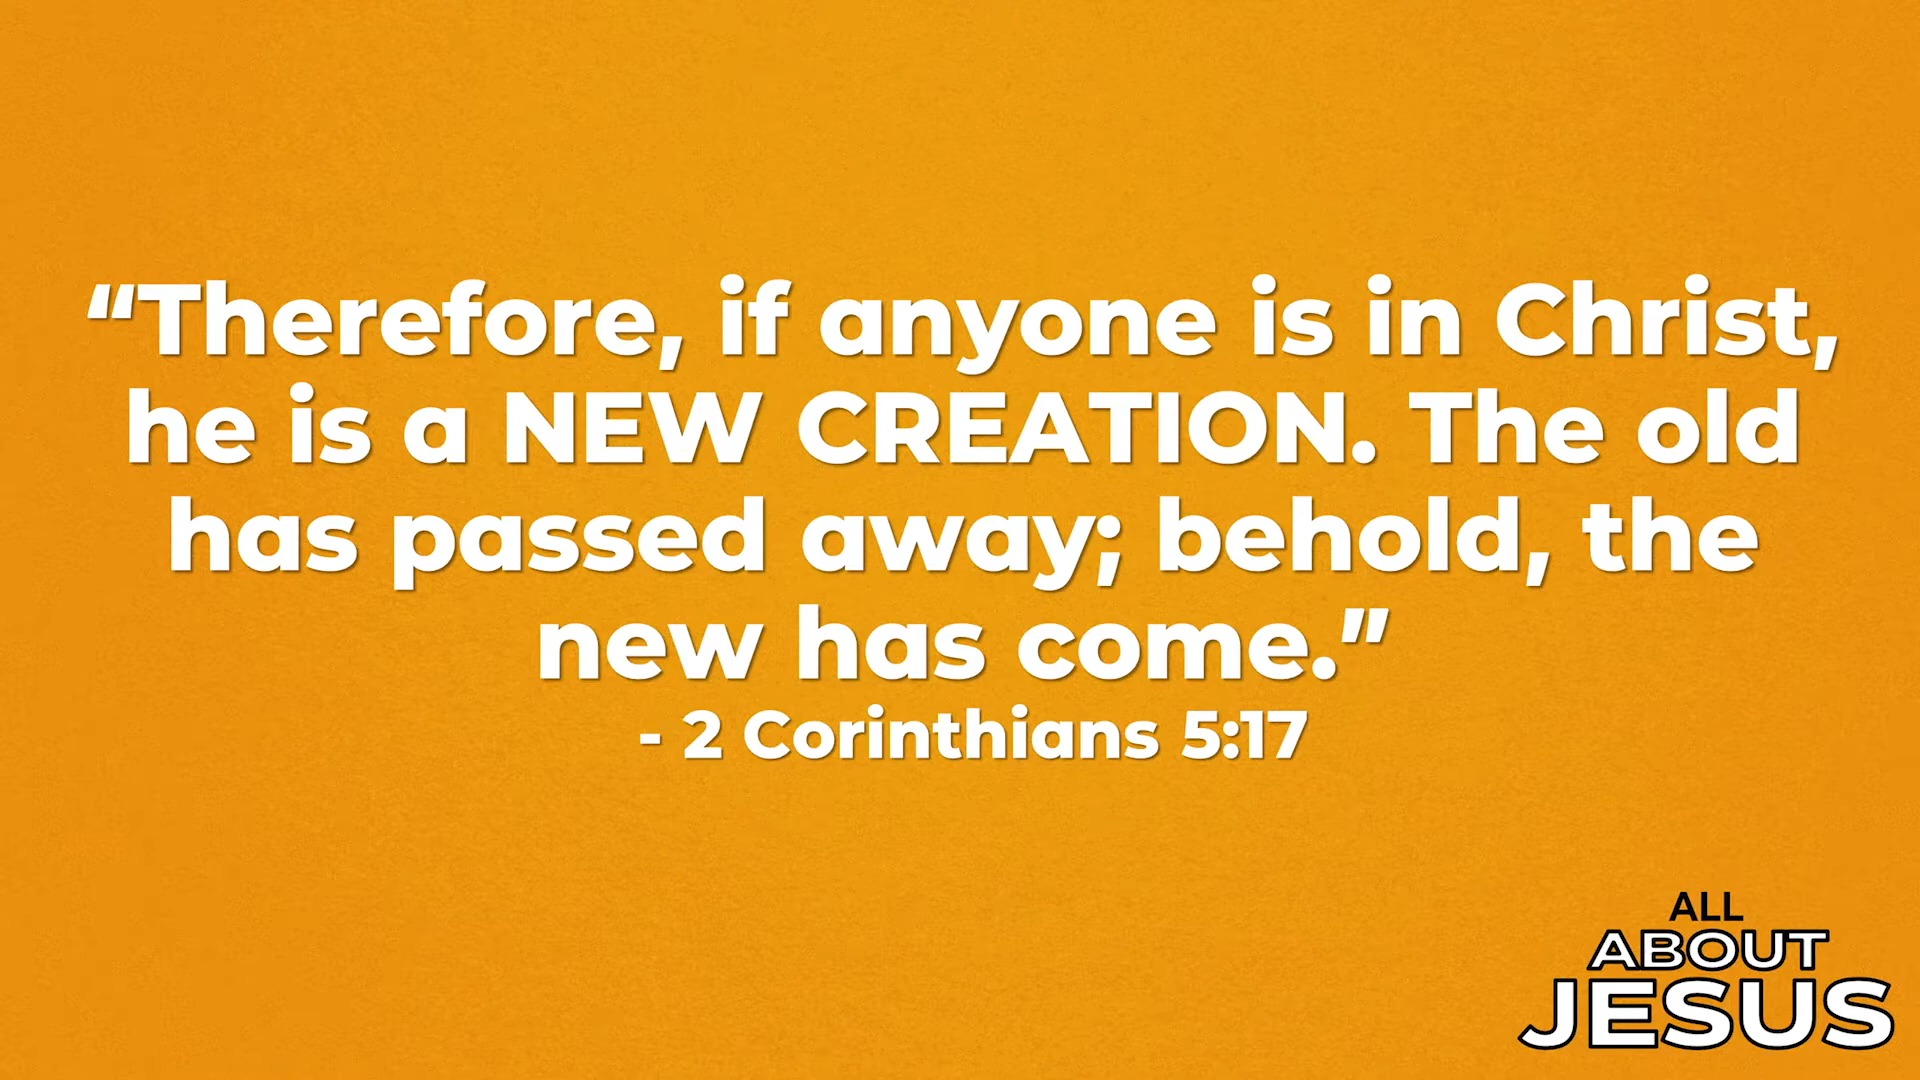 “Therefore, if anyone is in Christ,
he is a NEW CREATION. The old
has passed away; behold, the
new has come.”
- 2 Corinthians 5:17
ALL
ABOUT
JESUS